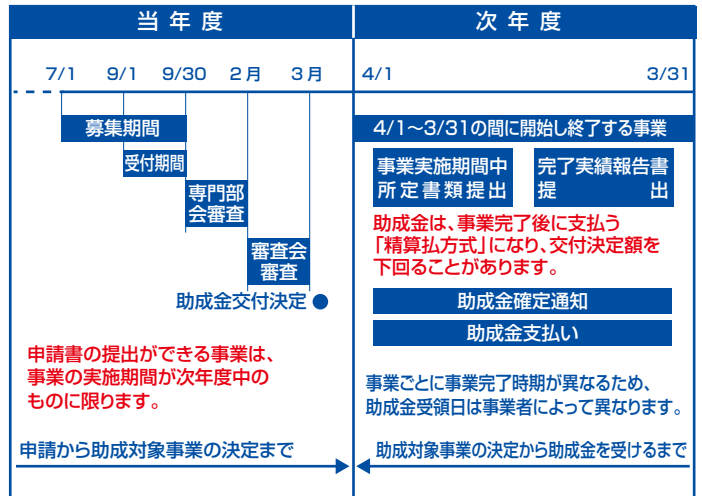 当年度
次年度
7/1 9/1 9/30 2月 3月
4/1 3/31
募集期間
受付期間
専門部
会審査
審査会
審査
助成金交付決定●
申請書の提出ができる事業は、
事業の実施期間が次年度中の
ものに限ります。
申請から助成対象事業の決定まで
4/1～3/31の間に開始し終了する事業
事業実施期間中
所定書類提出
完了実績報告書
提出
助成金は、事業完了後に支払う
「精算払方式」になり、交付決定額を
下回ることがあります。
助成金確定通知
助成金支払い
事業ごとに事業完了時期が異なるため、
助成金受領日は事業者によって異なります。
助成対象事業の決定から助成金を受けるまで